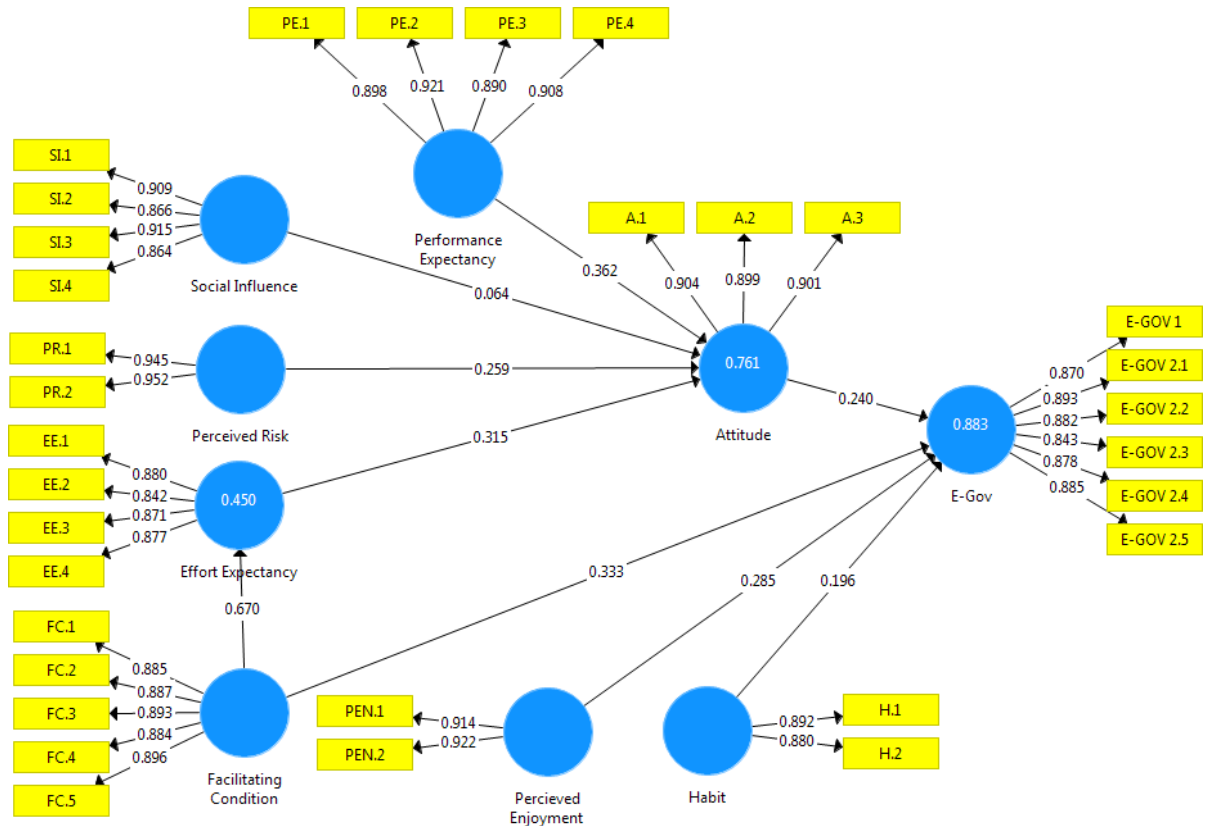 PE.1
PE.2
PE.3
PE.4
0.898
0.921
0.890
0.908
Performance
Expectancy
SI.1
SI.2
SI.3
SI.4
0.909
0.866
0.915
0.864
Social Influence
A.1
A.2
A.3
0.904
0.899
0.901
0.362
0.064
PR.1
PR.2
0.945
0.952
Perceived Risk
0.259
0.761
Attitude
0.240
E-GOV 1
E-GOV 2.1
E-GOV 2.2
E-GOV 2.3
E-GOV 2.4
E-GOV 2.5
0.870
0.893
0.882
0.843
0.878
0.885
0.883
E-Gov
EE.1
EE.2
EE.3
EE.4
0.880
0.842
0.871
0.877
0.450
Effort Expectancy
0.315
0.670
0.333
0.285
0.196
FC.1
FC.2
FC.3
FC.4
FC.5
0.885
0.887
0.893
0.884
0.896
Facilitating
Condition
PEN.1
PEN.2
0.914
0.922
Percieved
Enjoyment
Habit
0.892
0.880
H.1
H.2